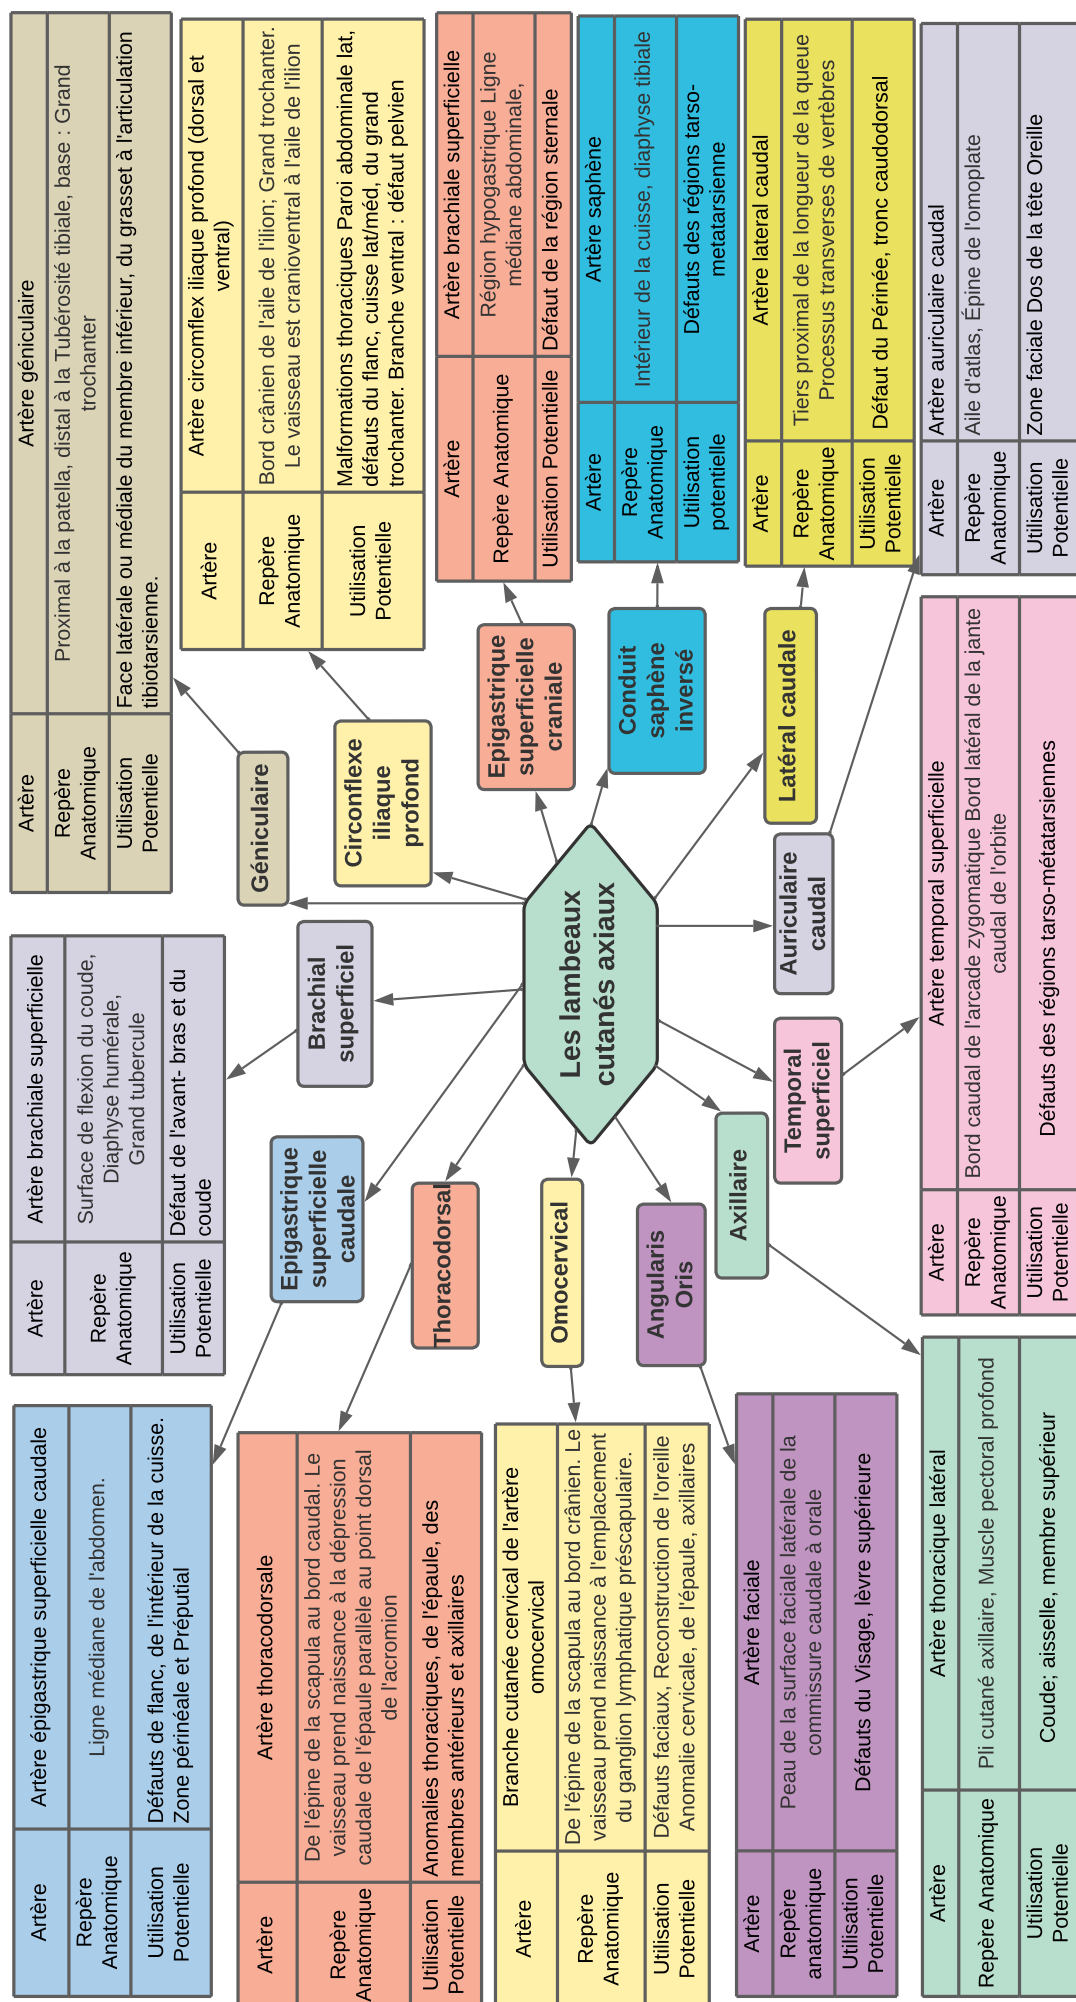 Les lambeaux
cutanés axiaux
Epigastrique
superficielle
caudale
Artère
Artère épigastrique superficielle caudale
Repère
Anatomique
Ligne médiane de l'abdomen.
Utilisation
Potentielle
Défauts de flanc, de l'intérieur de la cuisse.
Zone périnéale et Préputial
Brachial
superficiel
Artère
Artère brachiale superficielle
Repère
Anatomique
Surface de flexion du coude,
Diaphyse humérale,
Grand tubercule
Utilisation
Potentielle
Défaut de l'avant- bras et du
coude
Géniculaire
Artère
Artère géniculaire
Repère
Anatomique
Proximal à la patella, distal à la Tubérosité tibiale, base : Grand
trochanter
Utilisation
Potentielle
Face latérale ou médiale du membre inférieur, du grasset à l'articulation
tibiotarsienne.
Circonflexe
iliaque
profond
Artère
Artère circomflex iliaque profond (dorsal et
ventral)
Repère
Anatomique
Bord crânien de l'aile de l'ilion; Grand trochanter.
Le vaisseau est cranioventral à l'aile de l'ilion
Utilisation
Potentielle
Malformations thoraciques Paroi abdominale lat,
défauts du flanc, cuisse lat/méd, du grand
trochanter. Branche ventral : défaut pelvien
Thoracodorsal
Artère
Artère thoracodorsale
Repère
Anatomique
De l'épine de la scapula au bord caudal. Le
vaisseau prend naissance à la dépression
caudale de l'épaule parallèle au point dorsal
de l'acromion
Utilisation
Potentielle
Anomalies thoraciques, de l'épaule, des
membres antérieurs et axillaires
Epigastrique
superficielle
craniale
Artère
Artère brachiale superficielle
Repère Anatomique
Région hypogastrique Ligne
médiane abdominale,
Utilisation Potentielle
Défaut de la région sternale
Omocervical
Artère
Branche cutanée cervical de l'artère
omocervical
Repère
Anatomique
De l'épine de la scapula au bord crânien. Le
vaisseau prend naissance à l'emplacement
du ganglion lymphatique préscapulaire.
Utilisation
Potentielle
Défauts faciaux, Reconstruction de l'oreille
Anomalie cervicale, de l'épaule, axillaires
Conduit
saphène
inversé
Artère
Artère saphène
Repère
Anatomique
Intérieur de la cuisse, diaphyse tibiale
Utilisation
potentielle
Défauts des régions tarso-
metatarsienne
Angularis
Oris
Artère
Artère faciale
Repère
anatomique
Peau de la surface faciale latérale de la
commissure caudale à orale
Utilisation
Potentielle
Défauts du Visage, lèvre supérieure
Latéral caudale
Artère
Artère lateral caudal
Repère
Anatomique
Tiers proximal de la longueur de la queue
Processus transverses de vertèbres
Utilisation
Potentielle
Défaut du Périnée, tronc caudodorsal
Axillaire
Artère
Artère thoracique latéral
Repère Anatomique
Pli cutané axillaire, Muscle pectoral profond
Utilisation
Potentielle
Coude; aisselle, membre supérieur
Temporal
superficiel
Artère
Artère temporal superficielle
Repère
Anatomique
Bord caudal de l'arcade zygomatique Bord latéral de la jante
caudal de l'orbite
Utilisation
Potentielle
Défauts des régions tarso-métatarsiennes
Auriculaire
caudal
Artère
Artère auriculaire caudal
Repère
Anatomique
Aile d'atlas, Épine de l'omoplate
Utilisation
Potentielle
Zone faciale Dos de la tête Oreille